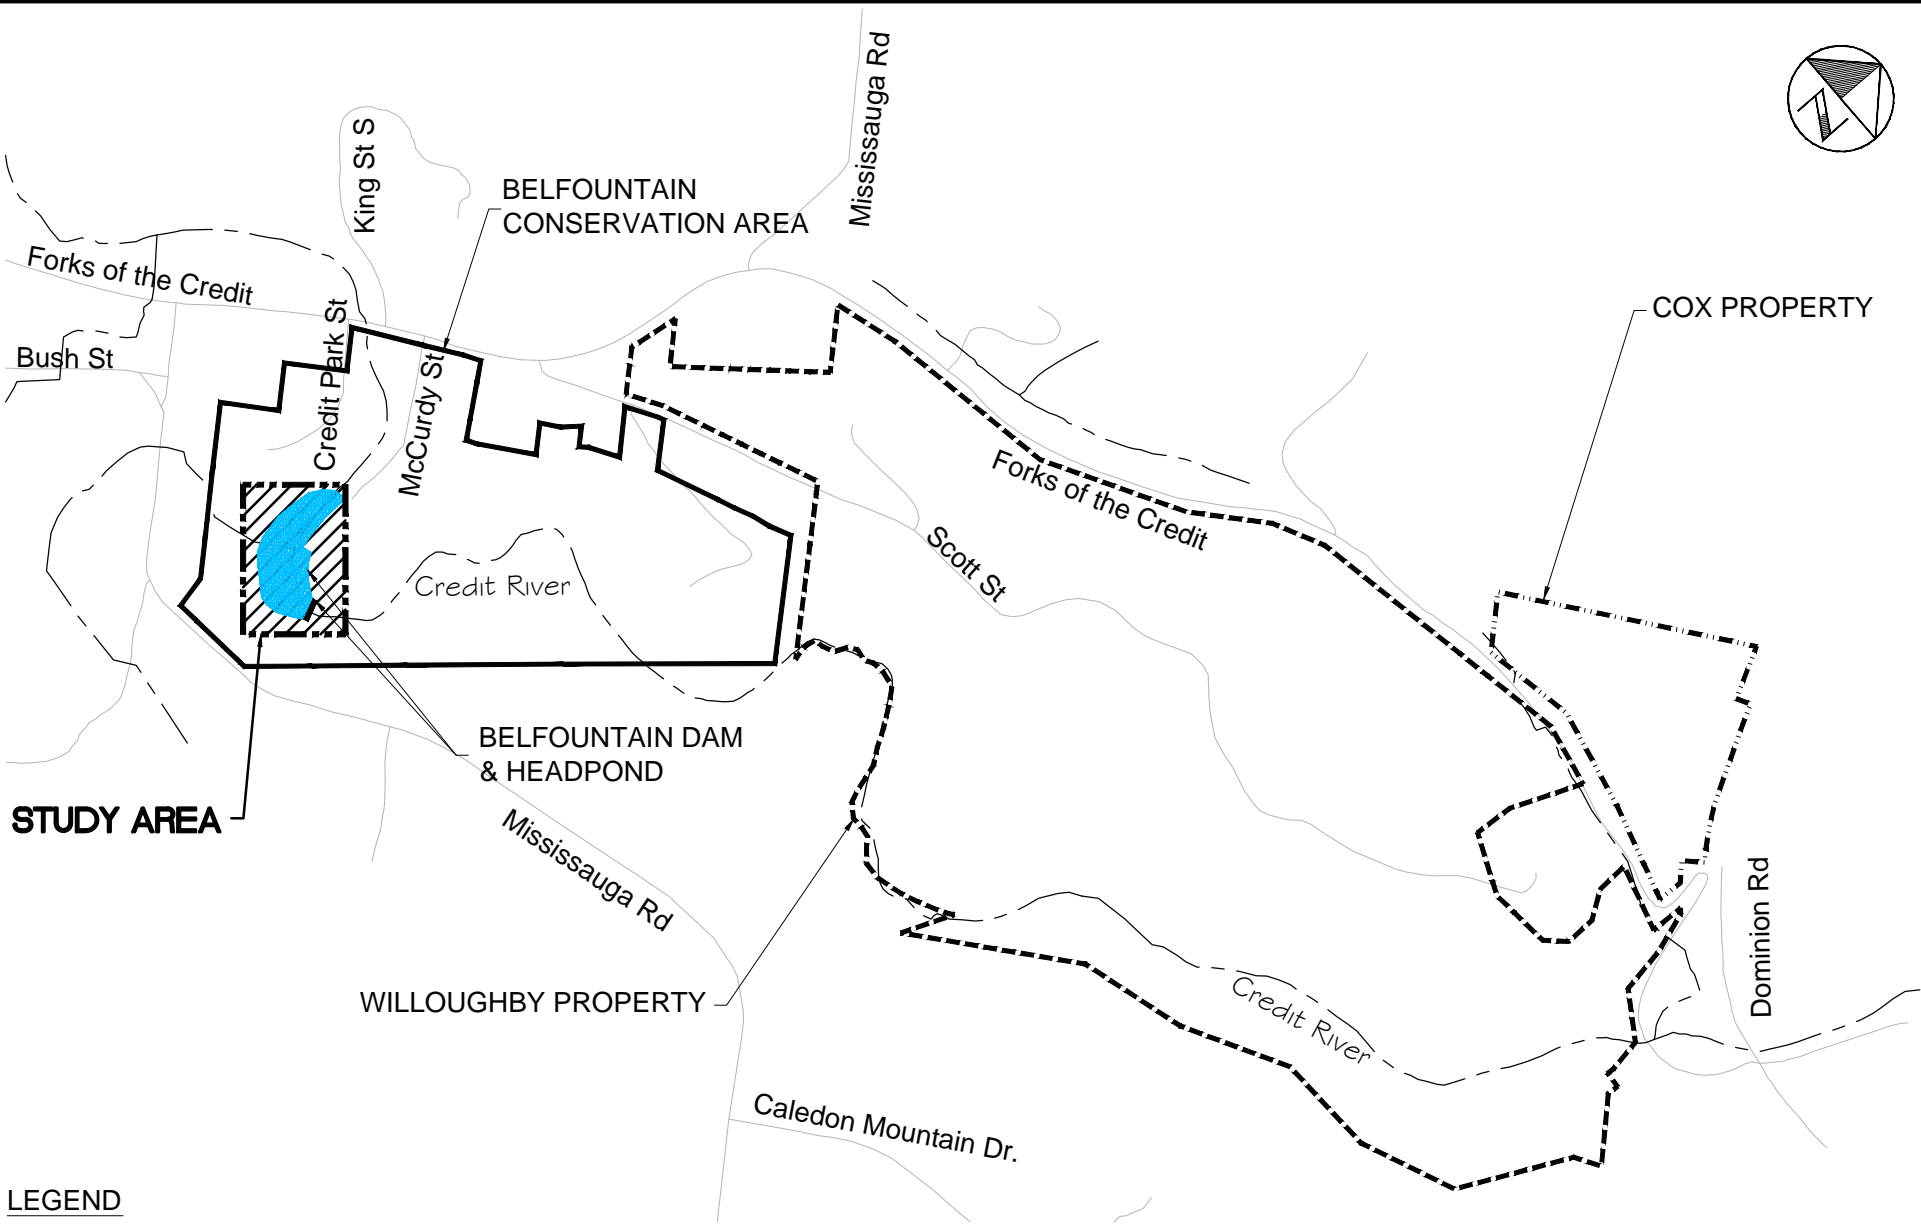 Mississauga Rd
King St S
BELFOUNTAIN
CONSERVATION AREA
Forks of the Credit
COX PROPERTY
Bush St
Credit Park St
McCurdy St
Forks of the Credit
Scott St
Credit River
BELFOUNTAIN DAM
& HEADPOND
STUDY AREA
Mississauga Rd
Dominion Rd
WILLOUGHBY PROPERTY
Credit River
Caledon Mountain Dr.
LEGEND
N